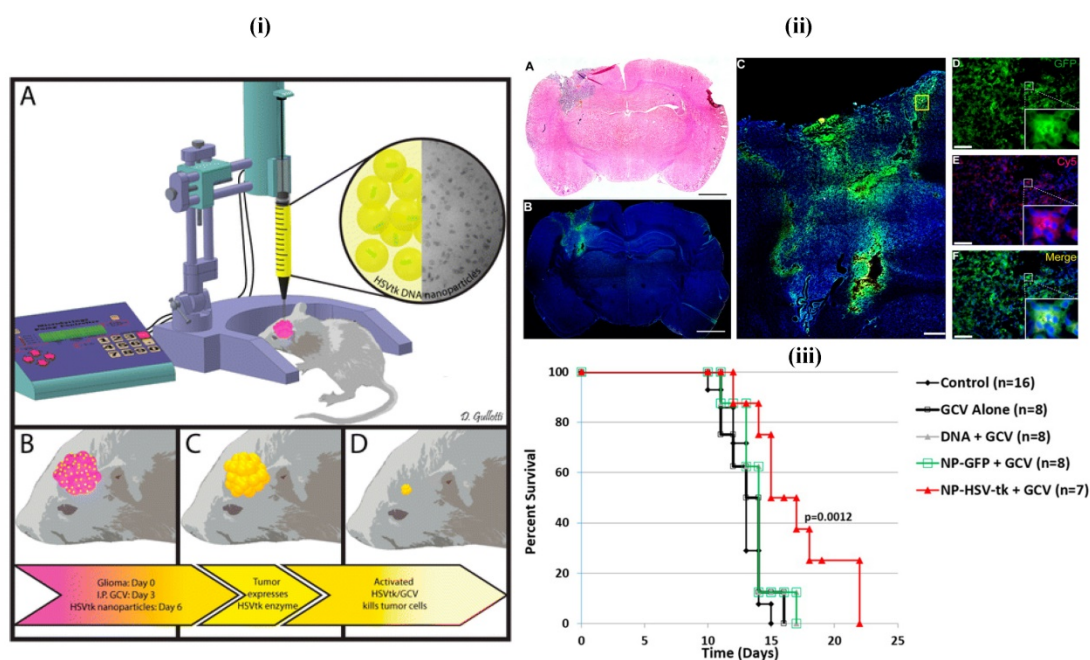 (i)
(ii)
A
HSVtk DNA nanoparticles
D. Gullotti
B
C
D
Glioma: Day 0
I.P. GCV: Day 3
HSVtk nanoparticles: Day 6
Tumor
expresses
HSVtk enzyme
Activated
HSVtk/GCV
kills tumor cells
A
B
C
D
GFP
E
Cy5
F
Merge
(iii)
Percent Survival
100
80
60
40
20
0
0
5
10
15
20
25
Time (Days)
p=0.0012
Control (n=16)
GCV Alone (n=8)
DNA + GCV (n=8)
NP-GFP + GCV (n=8)
NP-HSV-tk + GCV (n=7)